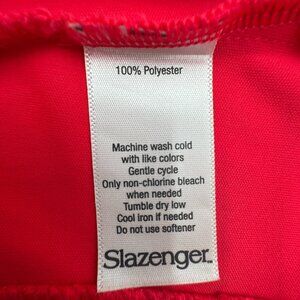 100% Polyester
Machine wash cold
with like colors
Gentle cycle
Only non-chlorine bleach
when needed
Tumble dry low
Cool iron if needed
Do not use softener
Slazenger™